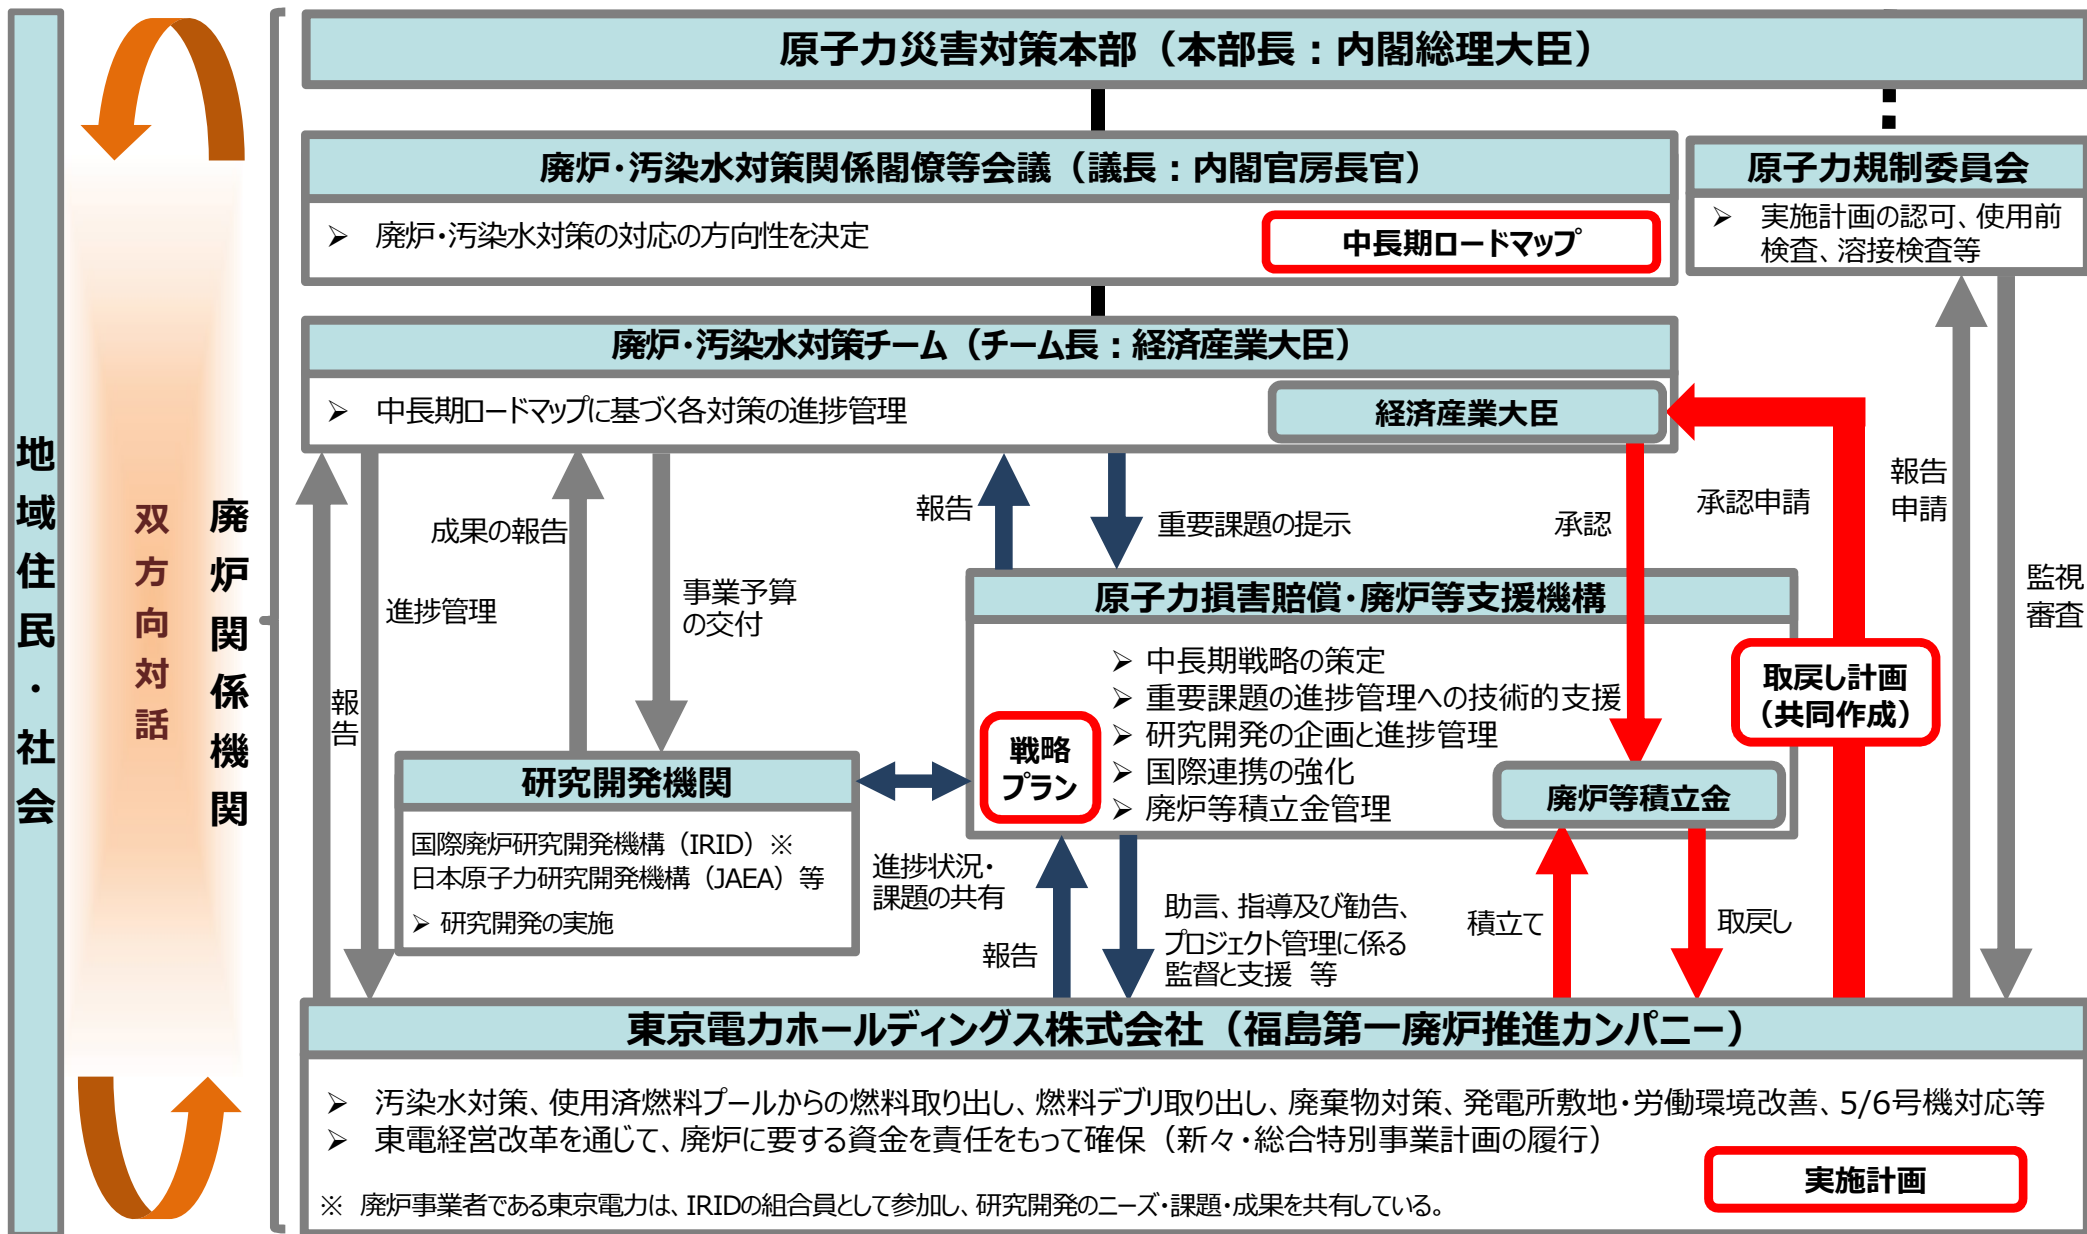 原子力災害対策本部（本部長：内閣総理大臣）
廃炉・汚染水対策関係閣僚等会議（議長：内閣官房長官）
➢ 廃炉・汚染水対策の対応の方向性を決定
中長期ロードマップ
原子力規制委員会
➢ 実施計画の認可、使用前
検査、溶接検査等
廃炉・汚染水対策チーム（チーム長：経済産業大臣）
➢ 中長期ロードマップに基づく各対策の進捗管理
経済産業大臣
地域住民・社会
双方向対話
廃炉関係機関
報告
進捗管理
成果の報告
事業予算
の交付
報告
重要課題の提示
承認
承認申請
報告
申請
監視
審査
原子力損害賠償・廃炉等支援機構
➢ 中長期戦略の策定
➢ 重要課題の進捗管理への技術的支援
➢ 研究開発の企画と進捗管理
➢ 国際連携の強化
➢ 廃炉等積立金管理
戦略
プラン
廃炉等積立金
取戻し計画
（共同作成）
研究開発機関
国際廃炉研究開発機構（IRID）※
日本原子力研究開発機構（JAEA）等
➢ 研究開発の実施
進捗状況・
課題の共有
報告
助言、指導及び勧告、
プロジェクト管理に係る
監督と支援　等
積立て
取戻し
東京電力ホールディングス株式会社（福島第一廃炉推進カンパニー）
➢ 汚染水対策、使用済燃料プールからの燃料取り出し、燃料デブリ取り出し、廃棄物対策、発電所敷地・労働環境改善、5/6号機対応等
➢ 東電経営改革を通じて、廃炉に要する資金を責任をもって確保（新々・総合特別事業計画の履行）
実施計画
※ 廃炉事業者である東京電力は、IRIDの組合員として参加し、研究開発のニーズ・課題・成果を共有している。